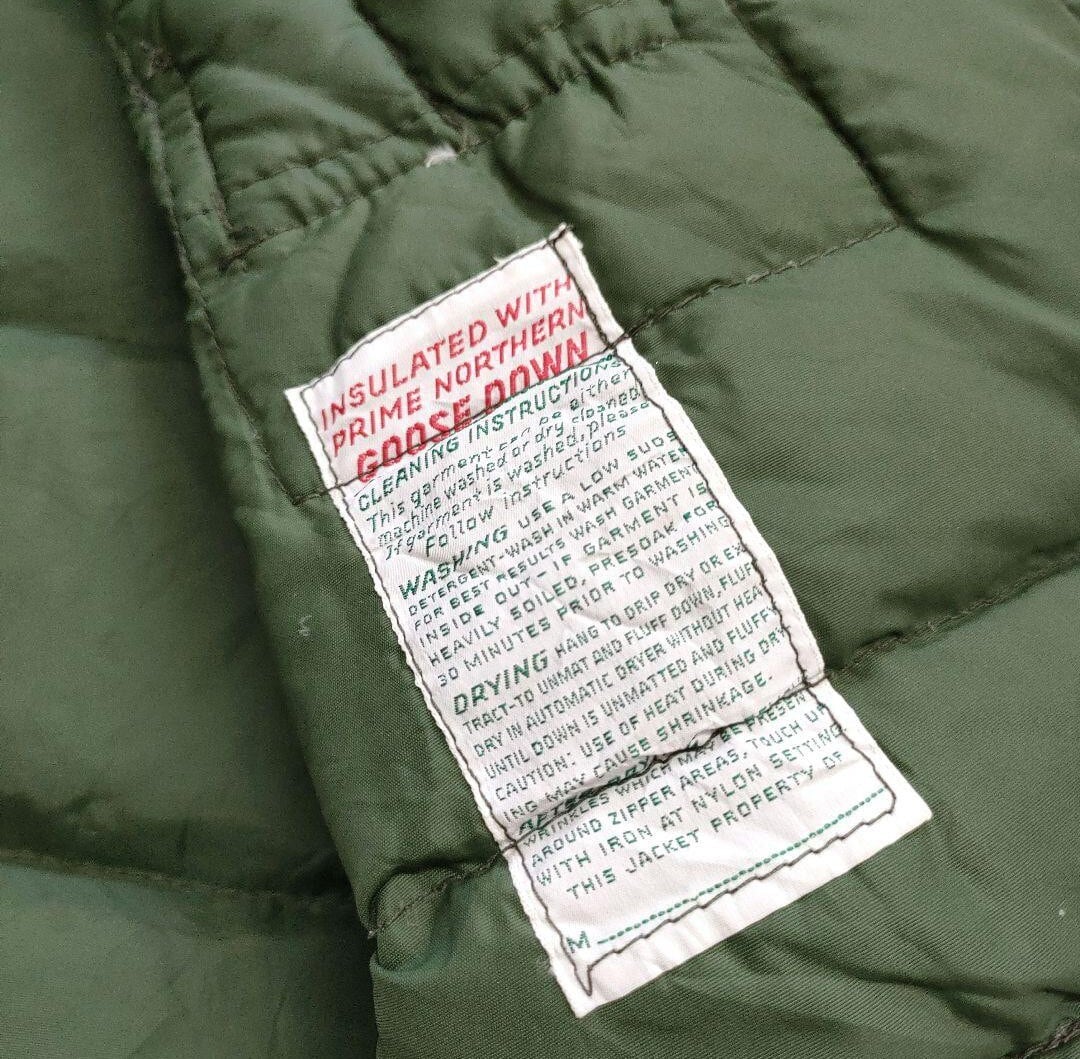 INSULATED WITH
PRIME NORTHERN
GOOSE DOWN
CLEANING INSTRUCTIONS
This garment can be either
machine washed or dry cleaned.
If garment is washed, please
Follow instructions
WASHING USE A LOW SUDS
DETERGENT-WASH IN WARM WATER
FOR BEST RESULTS WASH GARMENT
INSIDE OUT - IF GARMENT IS
HEAVILY SOILED, PRESOAK FOR
30 MINUTES PRIOR TO WASHING
DRYING HANG TO DRIP DRY OR EX
TRACT-TO UNMAT AND FLUFF DOWN, FLUFF
DRY IN AUTOMATIC DRYER WITHOUT HEAT
UNTIL DOWN IS UNMATTED AND FLUFFY
CAUTION: USE OF HEAT DURING DRY
ING MAY CAUSE SHRINKAGE.
AFTER DRY MAY BE PRESENT
WRINKLES WHICH
AROUND ZIPPER AREAS, TOUCH UP
WITH IRON AT NYLON SETTING
THIS JACKET PROPERTY OF
M